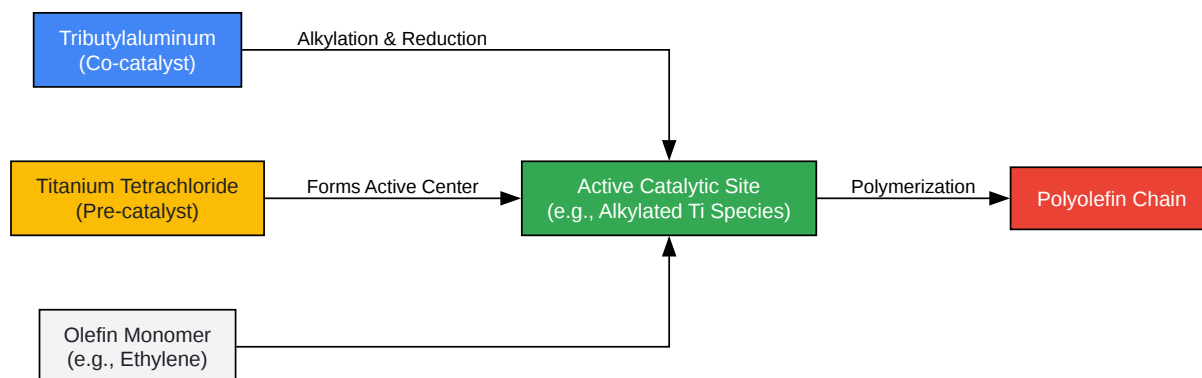 Tributylaluminum
(Co-catalyst)
Alkylation & Reduction
Titanium Tetrachloride
(Pre-catalyst)
Forms Active Center
Active Catalytic Site
(e.g., Alkylated Ti Species)
Polymerization
Polyolefin Chain
Olefin Monomer
(e.g., Ethylene)